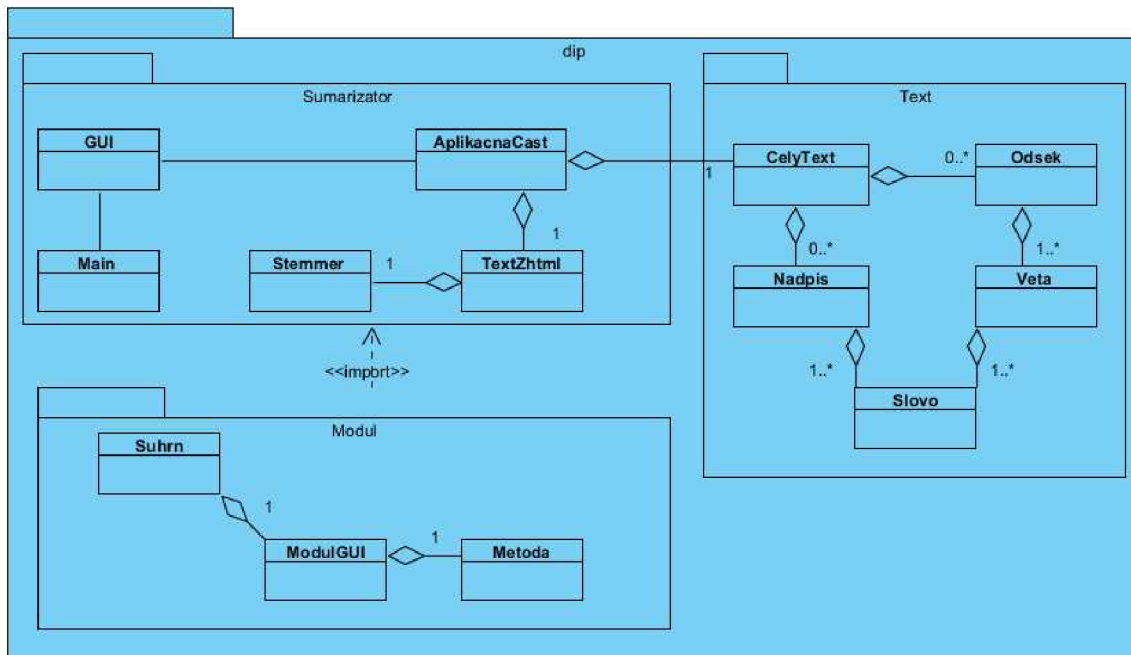 dip
Sumarizator
GUI
AplikacnaCast
1
Main
Stemmer
1
TextZhtml
1
Text
CelyText
0..*
Odsek
0..*
1..*
Nadpis
Veta
1..*
1..*
Slovo
<<import>>
Modul
Suhrn
1
ModulGUI
1
Metoda